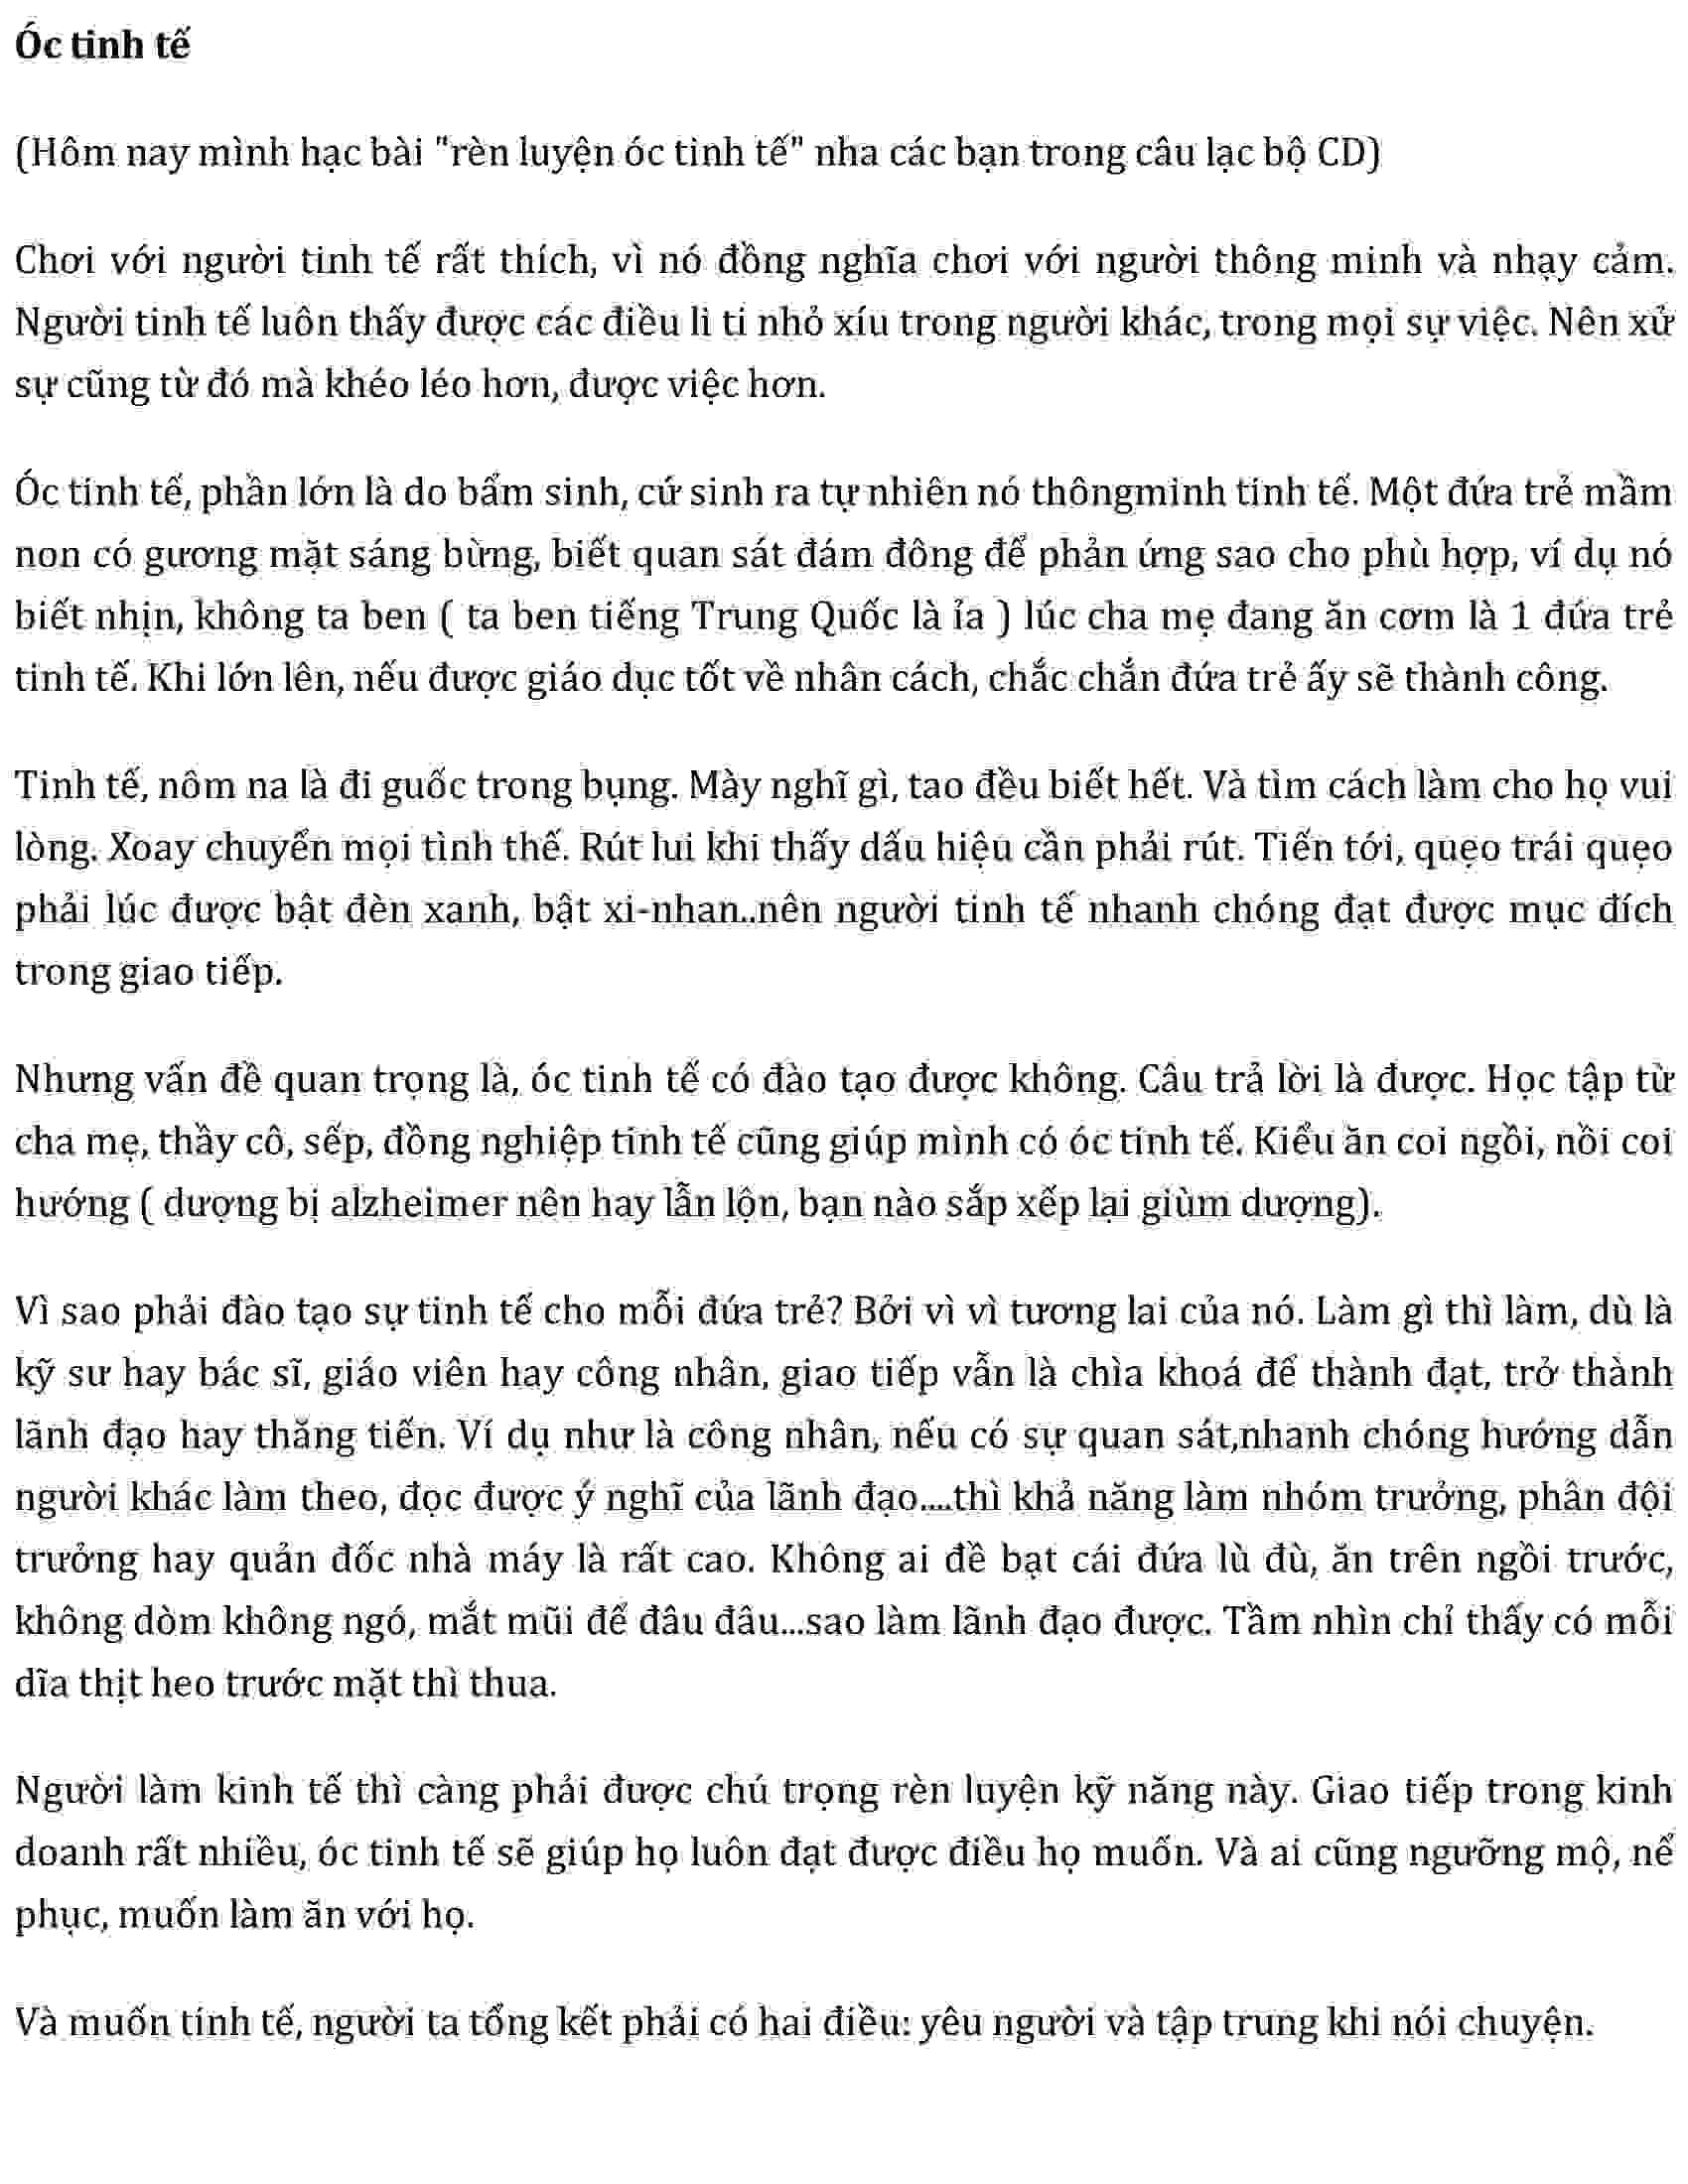 Óc tinh tế
(Hôm nay mình hạc bài "rèn luyện óc tinh tế" nha các bạn trong câu lạc bộ CD)
Chơi với người tinh tế rất thích, vì nó đồng nghĩa chơi với người thông minh và nhạy cảm.
Người tinh tế luôn thấy được các điều li ti nhỏ xíu trong người khác, trong mọi sự việc. Nên xử
sự cũng từ đó mà khéo léo hơn, được việc hơn.
Óc tinh tế, phần lớn là do bẩm sinh, cứ sinh ra tự nhiên nó thôngminh tinh tế. Một đứa trẻ mầm
non có gương mặt sáng bừng, biết quan sát đám đông để phản ứng sao cho phù hợp, ví dụ nó
biết nhịn, không ta ben ( ta ben tiếng Trung Quốc là ỉa ) lúc cha mẹ đang ăn cơm là 1 đứa trẻ
tinh tế. Khi lớn lên, nếu được giáo dục tốt về nhân cách, chắc chắn đứa trẻ ấy sẽ thành công.
Tinh tế, nôm na là đi guốc trong bụng. Mày nghĩ gì, tao đều biết hết. Và tìm cách làm cho họ vui
lòng. Xoay chuyển mọi tình thế. Rút lui khi thấy dấu hiệu cần phải rút. Tiến tới, quẹo trái quẹo
phải lúc được bật đèn xanh, bật xi-nhan..nên người tinh tế nhanh chóng đạt được mục đích
trong giao tiếp.
Nhưng vấn đề quan trọng là, óc tinh tế có đào tạo được không. Câu trả lời là được. Học tập từ
cha mẹ, thầy cô, sếp, đồng nghiệp tinh tế cũng giúp mình có óc tinh tế. Kiểu ăn coi ngồi, nồi coi
hướng ( dượng bị alzheimer nên hay lẫn lộn, bạn nào sắp xếp lại giùm dượng).
Vì sao phải đào tạo sự tinh tế cho mỗi đứa trẻ? Bởi vì vì tương lai của nó. Làm gì thì làm, dù là
kỹ sư hay bác sĩ, giáo viên hay công nhân, giao tiếp vẫn là chìa khoá để thành đạt, trở thành
lãnh đạo hay thăng tiến. Ví dụ như là công nhân, nếu có sự quan sát,nhanh chóng hướng dẫn
người khác làm theo, đọc được ý nghĩ của lãnh đạo....thì khả năng làm nhóm trưởng, phân đội
trưởng hay quản đốc nhà máy là rất cao. Không ai đề bạt cái đứa lù đù, ăn trên ngồi trước,
không dòm không ngó, mắt mũi để đâu đâu...sao làm lãnh đạo được. Tầm nhìn chỉ thấy có mỗi
dĩa thịt heo trước mặt thì thua.
Người làm kinh tế thì càng phải được chú trọng rèn luyện kỹ năng này. Giao tiếp trong kinh
doanh rất nhiều, óc tinh tế sẽ giúp họ luôn đạt được điều họ muốn. Và ai cũng ngưỡng mộ, nể
phục, muốn làm ăn với họ.
Và muốn tinh tế, người ta tổng kết phải có hai điều: yêu người và tập trung khi nói chuyện.